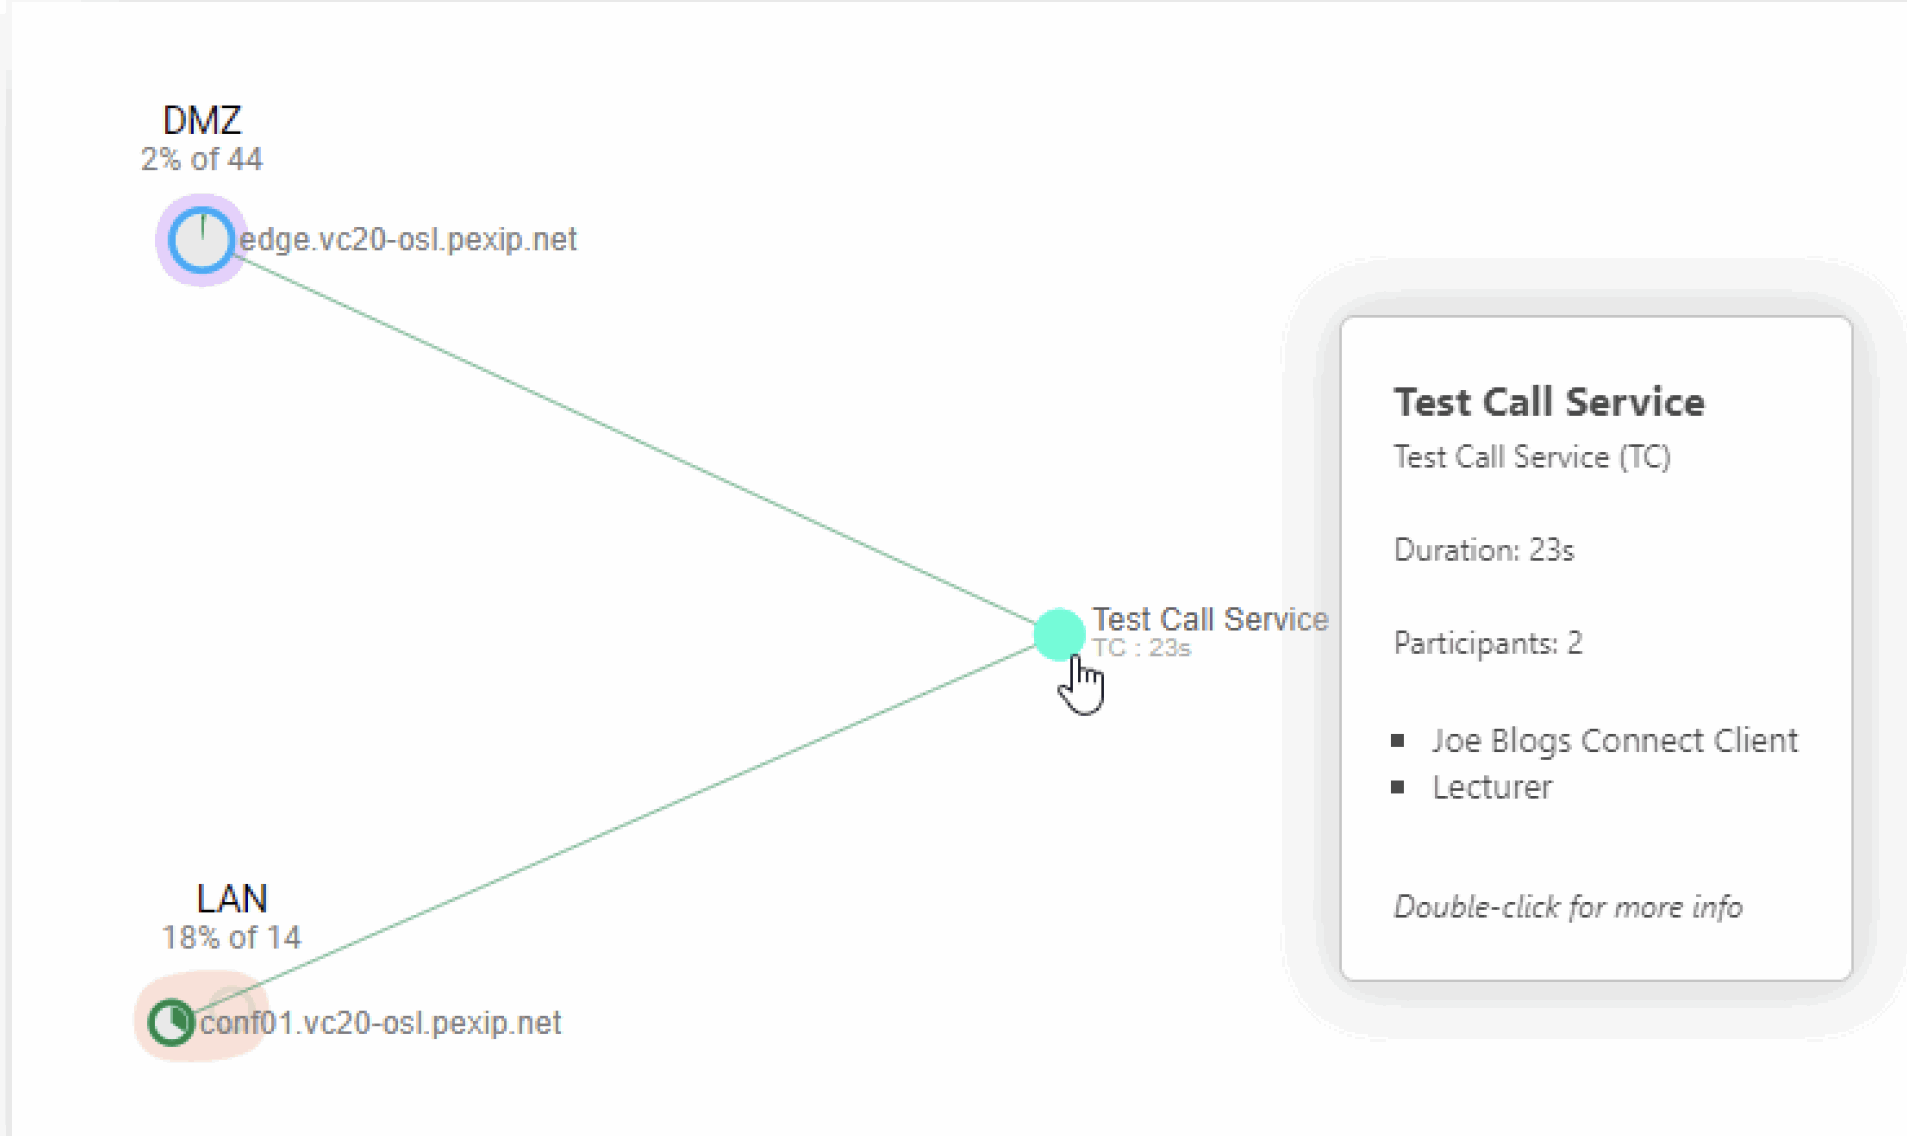 DMZ
2% of 44
edge.vc20-osl.pexip.net
Test Call Service
TC : 23s
LAN
18% of 14
conf01.vc20-osl.pexip.net
Test Call Service
Test Call Service (TC)
Duration: 23s
Participants: 2
Joe Blogs Connect Client
Lecturer
Double-click for more info